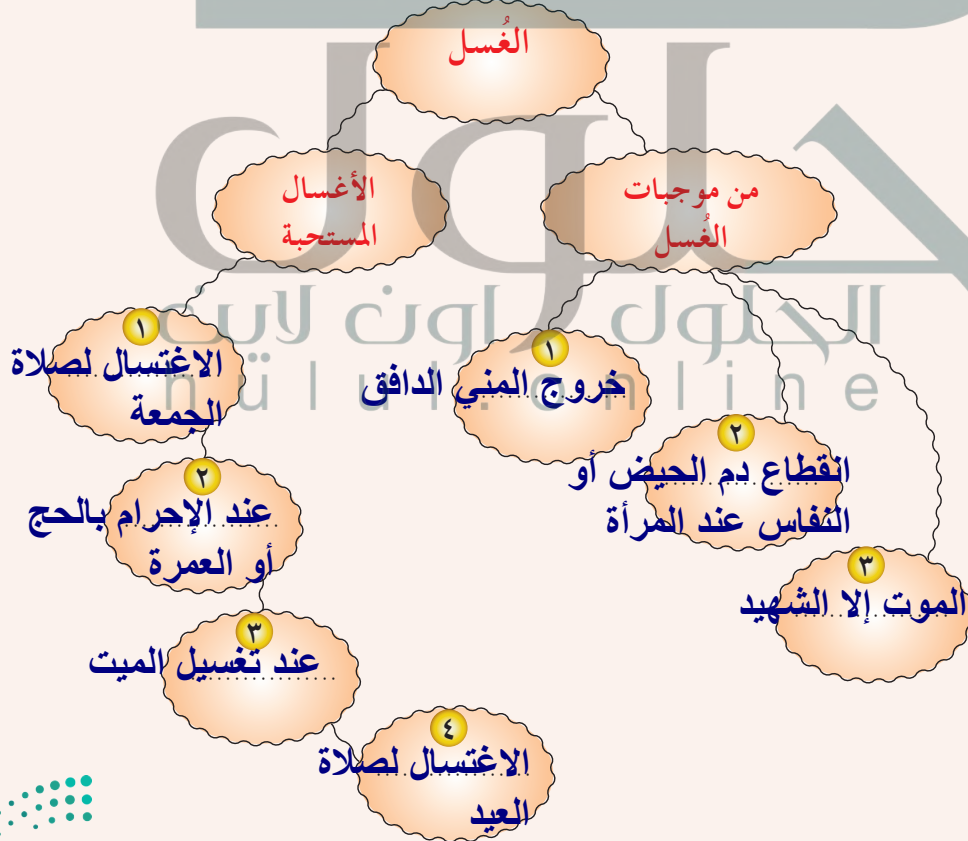 الغُسل
من موجبات
الغُسل
١
خروج المني الدافق
٢
انقطاع دم الحيض أو
النفاس عند المرأة
٣
الموت إلا الشهيد
الأغسال
المستحبة
١
الاغتسال لصلاة
الجمعة
٢
عند الإحرام بالحج
أو العمرة
٣
عند تغسيل الميت
٤
الاغتسال لصلاة
العيد
حلول
الحلول اون لاين
hulul.online